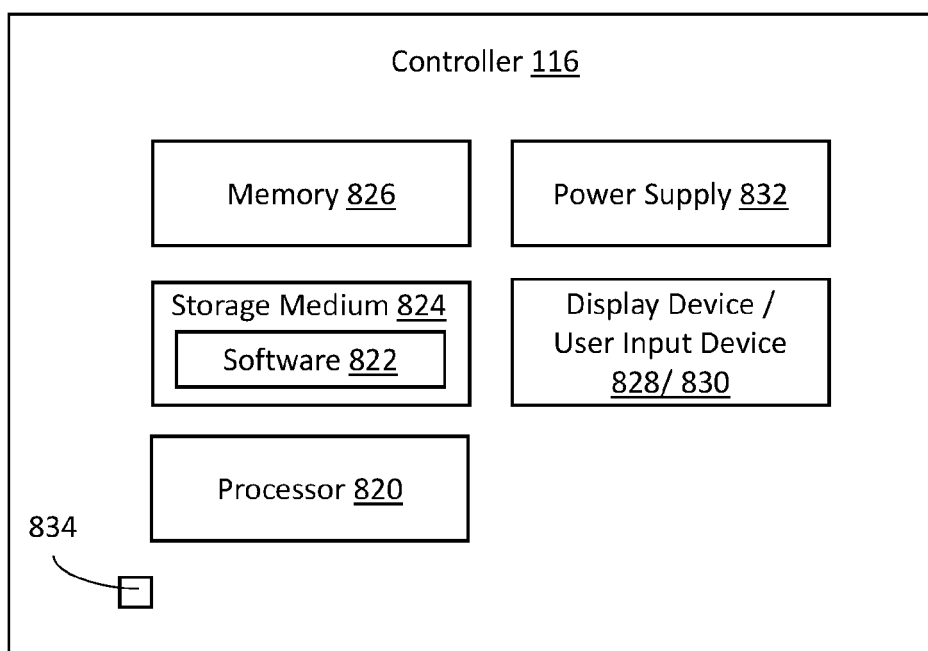 Controller 116
Memory 826
Power Supply 832
Storage Medium 824
Software 822
Display Device /
User Input Device
828/ 830
Processor 820
834